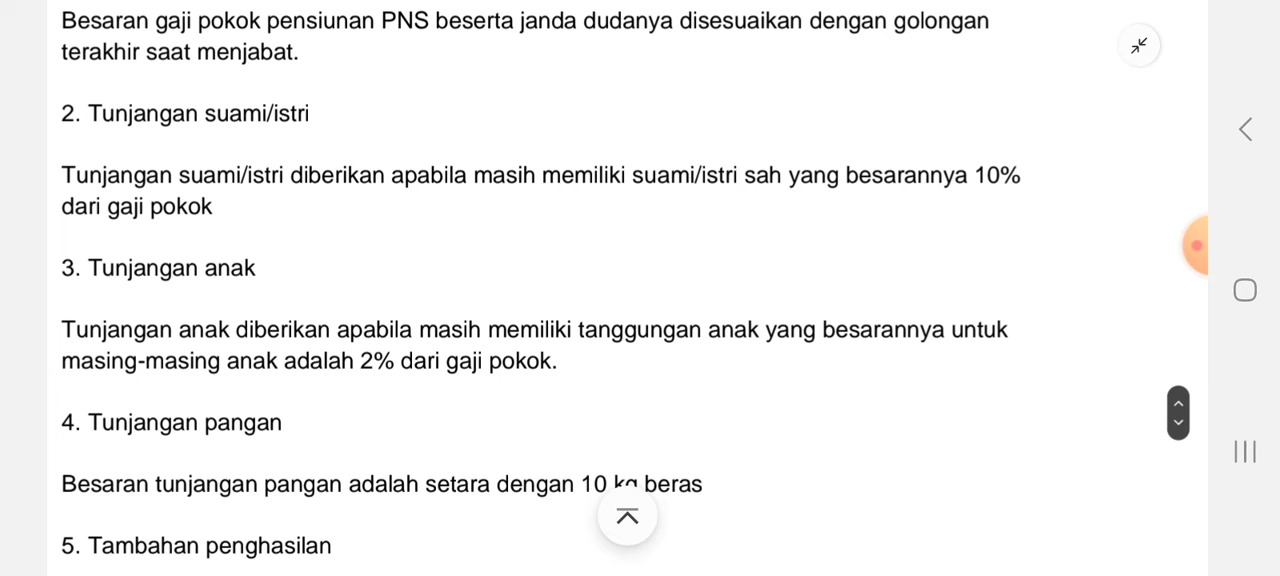 Besaran gaji pokok pensiunan PNS beserta janda dudanya disesuaikan dengan golongan
terakhir saat menjabat.
2. Tunjangan suami/istri
Tunjangan suami/istri diberikan apabila masih memiliki suami/istri sah yang besarannya 10%
dari gaji pokok
3. Tunjangan anak
Tunjangan anak diberikan apabila masih memiliki tanggungan anak yang besarannya untuk
masing-masing anak adalah 2% dari gaji pokok.
4. Tunjangan pangan
Besaran tunjangan pangan adalah setara dengan 10 kg beras
5. Tambahan penghasilan